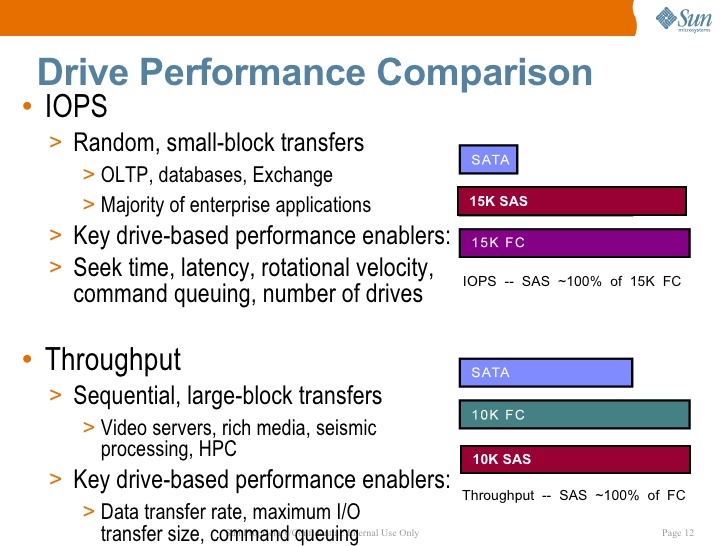 Sun
microsystems
Drive Performance Comparison
• IOPS
> Random, small-block transfers
> OLTP, databases, Exchange
> Majority of enterprise applications
> Key drive-based performance enablers:
> Seek time, latency, rotational velocity,
command queuing, number of drives
SATA
15K SAS
15K FC
IOPS -- SAS ~100% of 15K FC
• Throughput
> Sequential, large-block transfers
> Video servers, rich media, seismic
processing, HPC
> Key drive-based performance enablers:
> Data transfer rate, maximum I/O
transfer size, command queuing
SATA
10K FC
10K SAS
Throughput -- SAS ~100% of FC
Use Only
Page 12